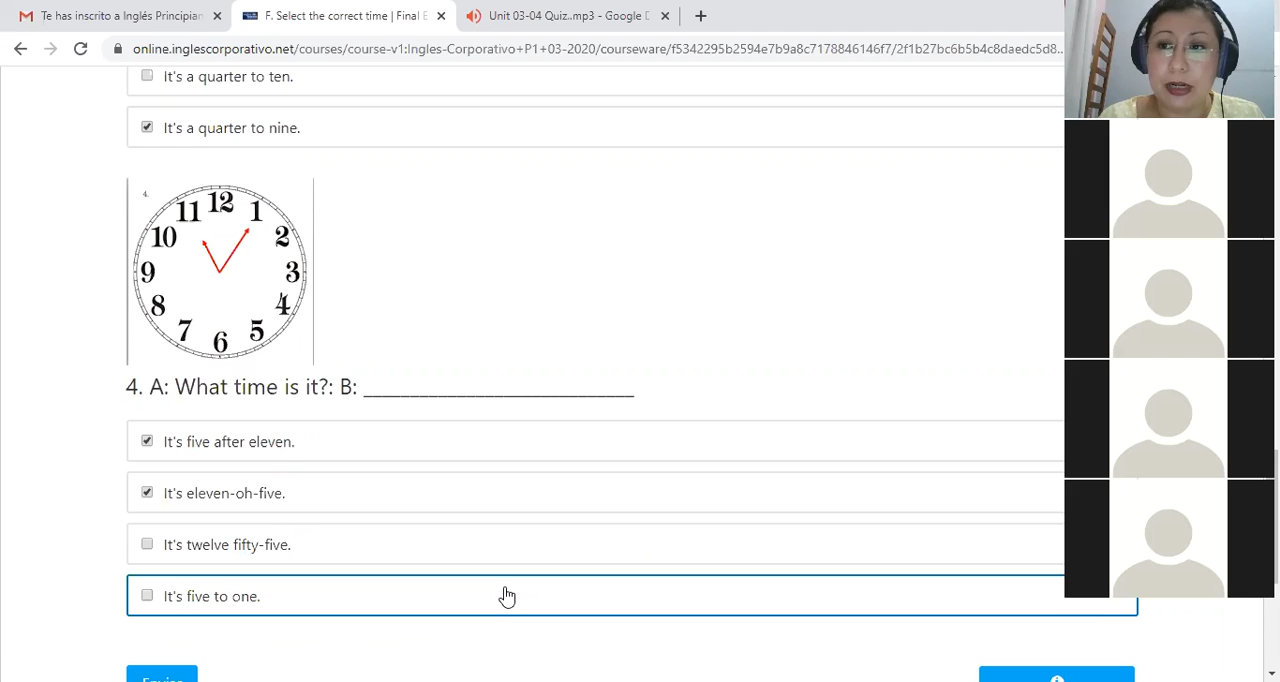 Te has inscrito a Inglés Principian
F. Select the correct time | Final E
Unit 03-04 Quiz..mp3 - Google D
online.inglescorporativo.net/courses/course-v1:Ingles-Corporativo+P1+03-2020/courseware/f5342295b2594e7b9a8c7178846146f7/2f1b27bc6b5b4c8daedc5d8...
It's a quarter to ten.
It's a quarter to nine.
4.
12
11
1
10
2
9
3
8
4
7
5
6
4. A: What time is it?: B: ___________________________
It's five after eleven.
It's eleven-oh-five.
It's twelve fifty-five.
It's five to one.
Enviar